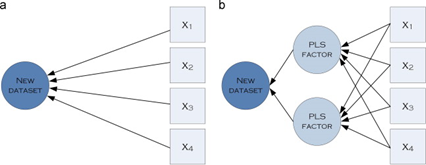 a
X1
X2
X3
X4
NEW
DATASET
b
X1
X2
X3
X4
PLS
FACTOR
PLS
FACTOR
NEW
DATASET